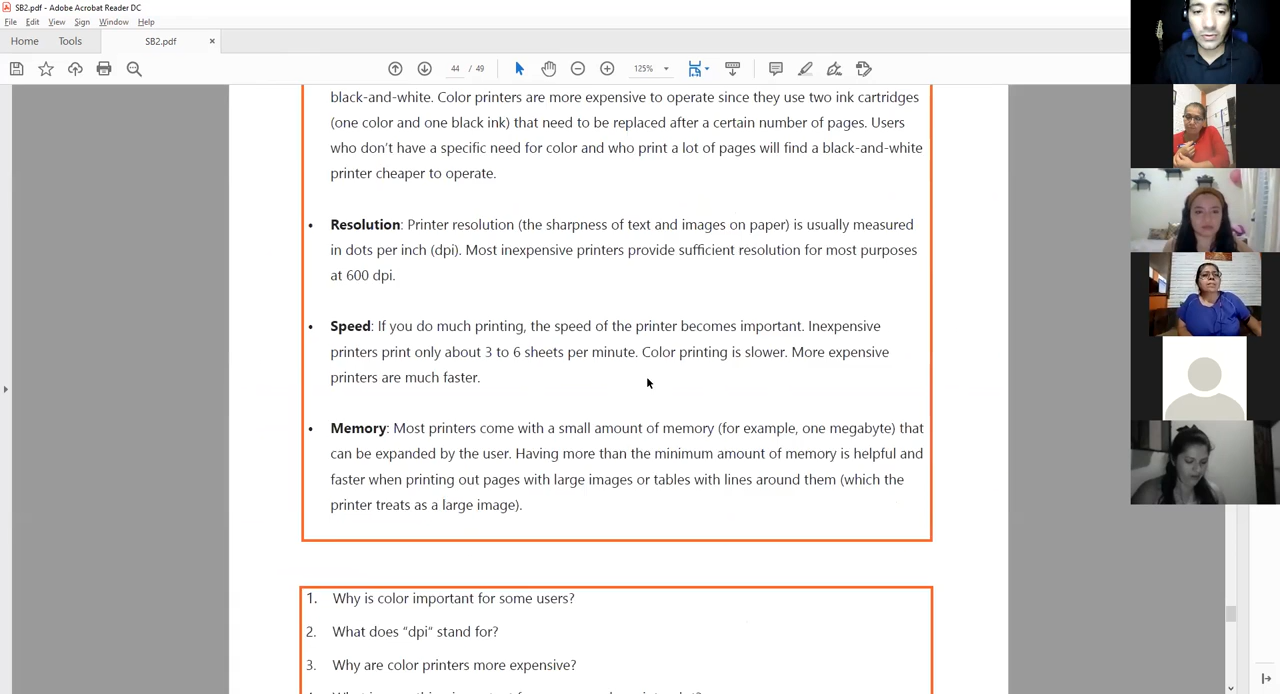 SB2.pdf - Adobe Acrobat Reader DC
File Edit View Sign Window Help
Home Tools SB2.pdf ×
44 / 49 125%
black-and-white. Color printers are more expensive to operate since they use two ink cartridges
(one color and one black ink) that need to be replaced after a certain number of pages. Users
who don't have a specific need for color and who print a lot of pages will find a black-and-white
printer cheaper to operate.
• Resolution: Printer resolution (the sharpness of text and images on paper) is usually measured
in dots per inch (dpi). Most inexpensive printers provide sufficient resolution for most purposes
at 600 dpi.
• Speed: If you do much printing, the speed of the printer becomes important. Inexpensive
printers print only about 3 to 6 sheets per minute. Color printing is slower. More expensive
printers are much faster.
• Memory: Most printers come with a small amount of memory (for example, one megabyte) that
can be expanded by the user. Having more than the minimum amount of memory is helpful and
faster when printing out pages with large images or tables with lines around them (which the
printer treats as a large image).
1. Why is color important for some users?
2. What does "dpi" stand for?
3. Why are color printers more expensive?